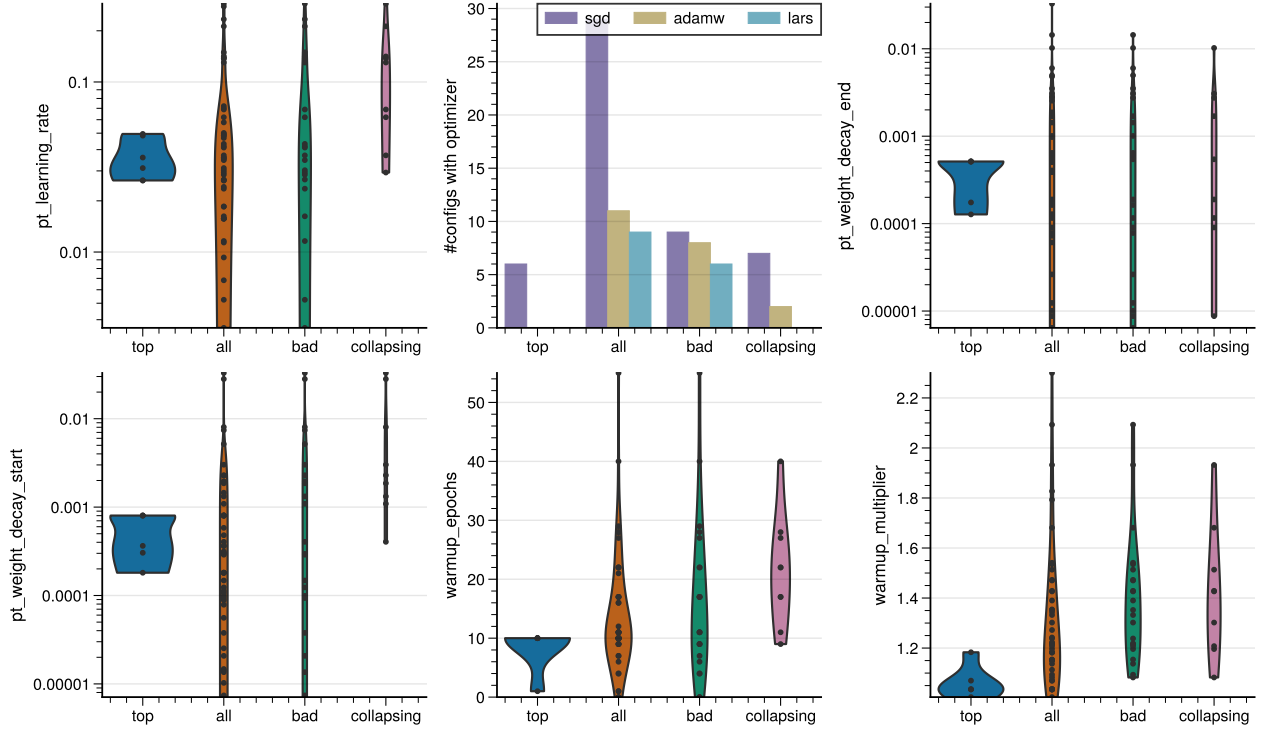 pt_learning_rate
0.1
0.01
top all bad collapsing
#configs with optimizer
30
25
20
15
10
5
0
sgd adamw lars
top all bad collapsing
pt_weight_decay_end
0.01
0.001
0.0001
0.00001
top all bad collapsing
pt_weight_decay_start
0.01
0.001
0.0001
0.00001
top all bad collapsing
warmup_epochs
50
40
30
20
10
0
top all bad collapsing
warmup_multiplier
2.2
2
1.8
1.6
1.4
1.2
top all bad collapsing